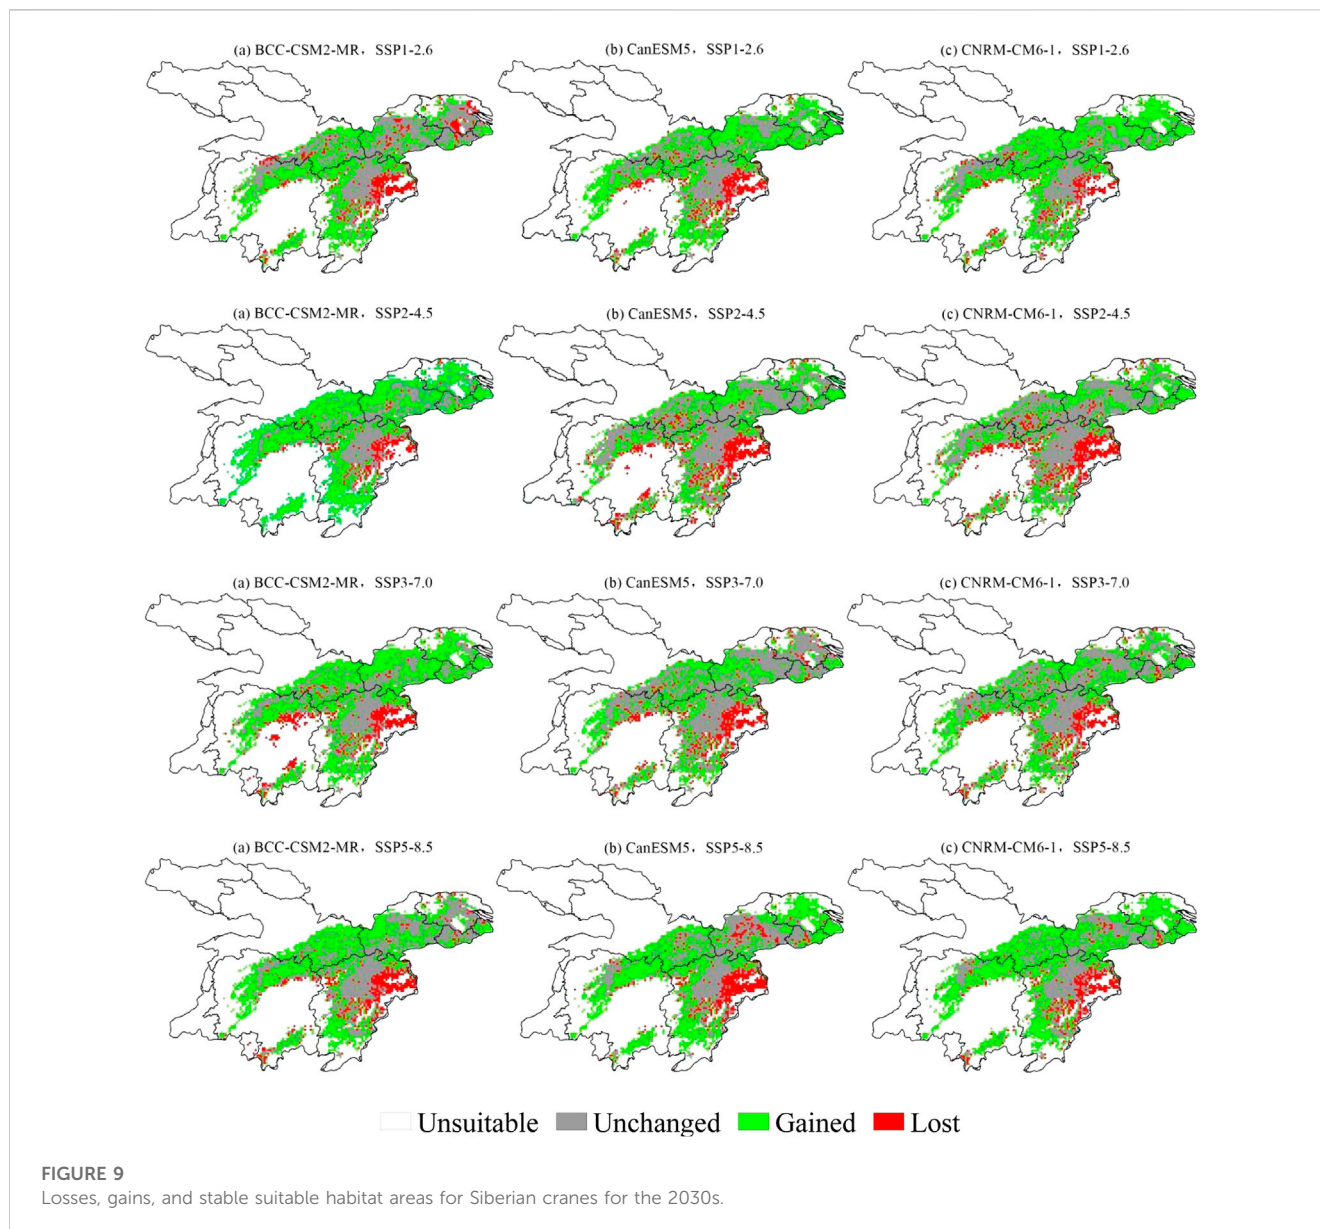 (a) BCC-CSM2-MR, SSP1-2.6
(b) CanESM5, SSP1-2.6
(c) CNRM-CM6-1, SSP1-2.6
(a) BCC-CSM2-MR, SSP2-4.5
(b) CanESM5, SSP2-4.5
(c) CNRM-CM6-1, SSP2-4.5
(a) BCC-CSM2-MR, SSP3-7.0
(b) CanESM5, SSP3-7.0
(c) CNRM-CM6-1, SSP3-7.0
(a) BCC-CSM2-MR, SSP5-8.5
(b) CanESM5, SSP5-8.5
(c) CNRM-CM6-1, SSP5-8.5
Unsuitable Unchanged Gained Lost
FIGURE 9
Losses, gains, and stable suitable habitat areas for Siberian cranes for the 2030s.